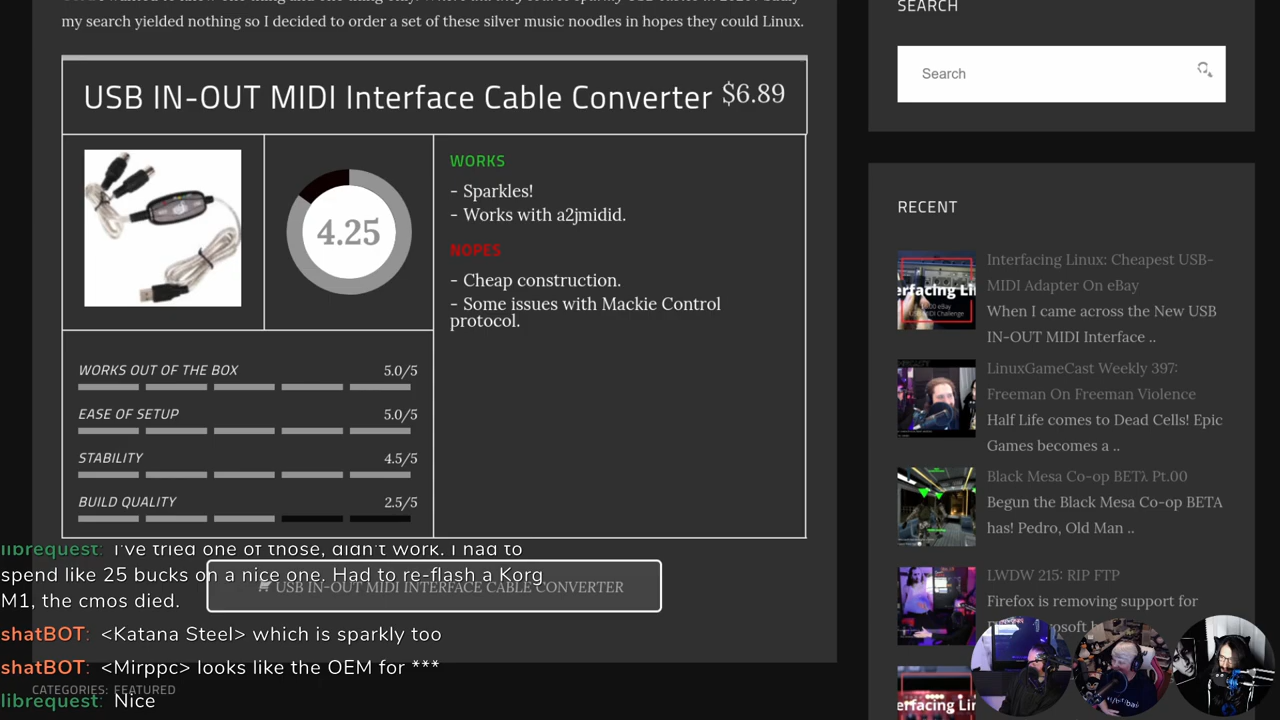 my search yielded nothing so I decided to order a set of these silver music noodles in hopes they could Linux.
USB IN-OUT MIDI Interface Cable Converter $6.89
4.25
WORKS
- Sparkles!
- Works with a2jmidid.
NOPES
- Cheap construction.
- Some issues with Mackie Control
protocol.
WORKS OUT OF THE BOX 5.0/5
EASE OF SETUP 5.0/5
STABILITY 4.5/5
BUILD QUALITY 2.5/5
USB IN-OUT MIDI INTERFACE CABLE CONVERTER
CATEGORIES: FEATURED
librequest: I've tried one of those, didn't work. I had to
spend like 25 bucks on a nice one. Had to re-flash a Korg
M1, the cmos died.
shatBOT: <Katana Steel> which is sparkly too
shatBOT: <Mirppc> looks like the OEM for ***
librequest: Nice
SEARCH
Search
RECENT
Interfacing Linux: Cheapest USB-
MIDI Adapter On eBay
When I came across the New USB
IN-OUT MIDI Interface ..
LinuxGameCast Weekly 397:
Freeman On Freeman Violence
Half Life comes to Dead Cells! Epic
Games becomes a ..
Black Mesa Co-op BETλ Pt.00
Begun the Black Mesa Co-op BETA
has! Pedro, Old Man ..
LWDW 215: RIP FTP
Firefox is removing support for